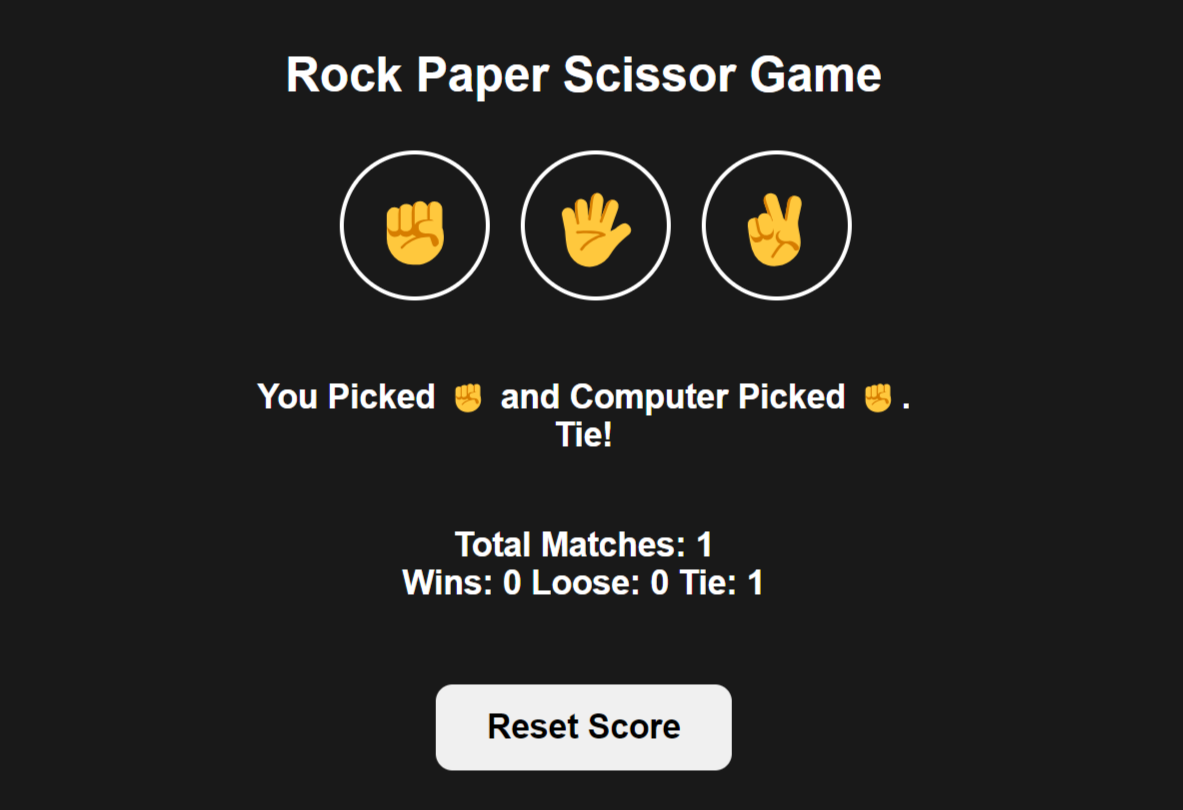 Rock Paper Scissor Game
You Picked ✊ and Computer Picked ✊ .
Tie!
Total Matches: 1
Wins: 0 Loose: 0 Tie: 1
Reset Score